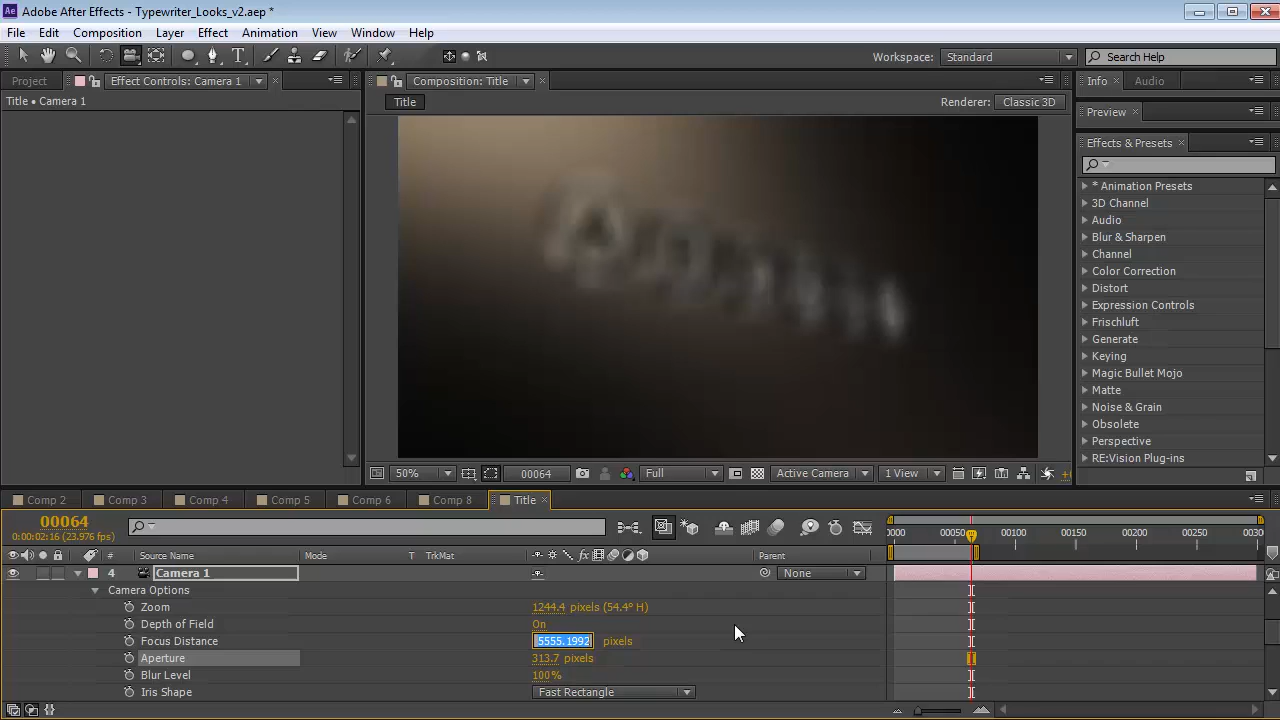 Adobe After Effects - Typewriter_Looks_v2.aep *
File Edit Composition Layer Effect Animation View Window Help
Workspace: Standard
Search Help
Project Effect Controls: Camera 1
Composition: Title
Info Audio
Title • Camera 1
Title
Renderer: Classic 3D
Preview
Effects & Presets
* Animation Presets
3D Channel
Audio
Blur & Sharpen
Channel
Color Correction
Distort
Expression Controls
Frischluft
Generate
Keying
Magic Bullet Mojo
Matte
Noise & Grain
Obsolete
Perspective
RE:Vision Plug-ins
50% 00064 Full Active Camera 1 View
Comp 2 Comp 3 Comp 4 Comp 5 Comp 6 Comp 8 Title
00064
0:00:02:16 (23.976 fps)
0000 00050 00100 00150 00200 00250 0030
# Source Name Mode T TrkMat Parent
4 Camera 1 None
Camera Options
Zoom 1244.4 pixels (54.4° H)
Depth of Field On
Focus Distance 5555.1992 pixels
Aperture 313.7 pixels
Blur Level 100%
Iris Shape Fast Rectangle